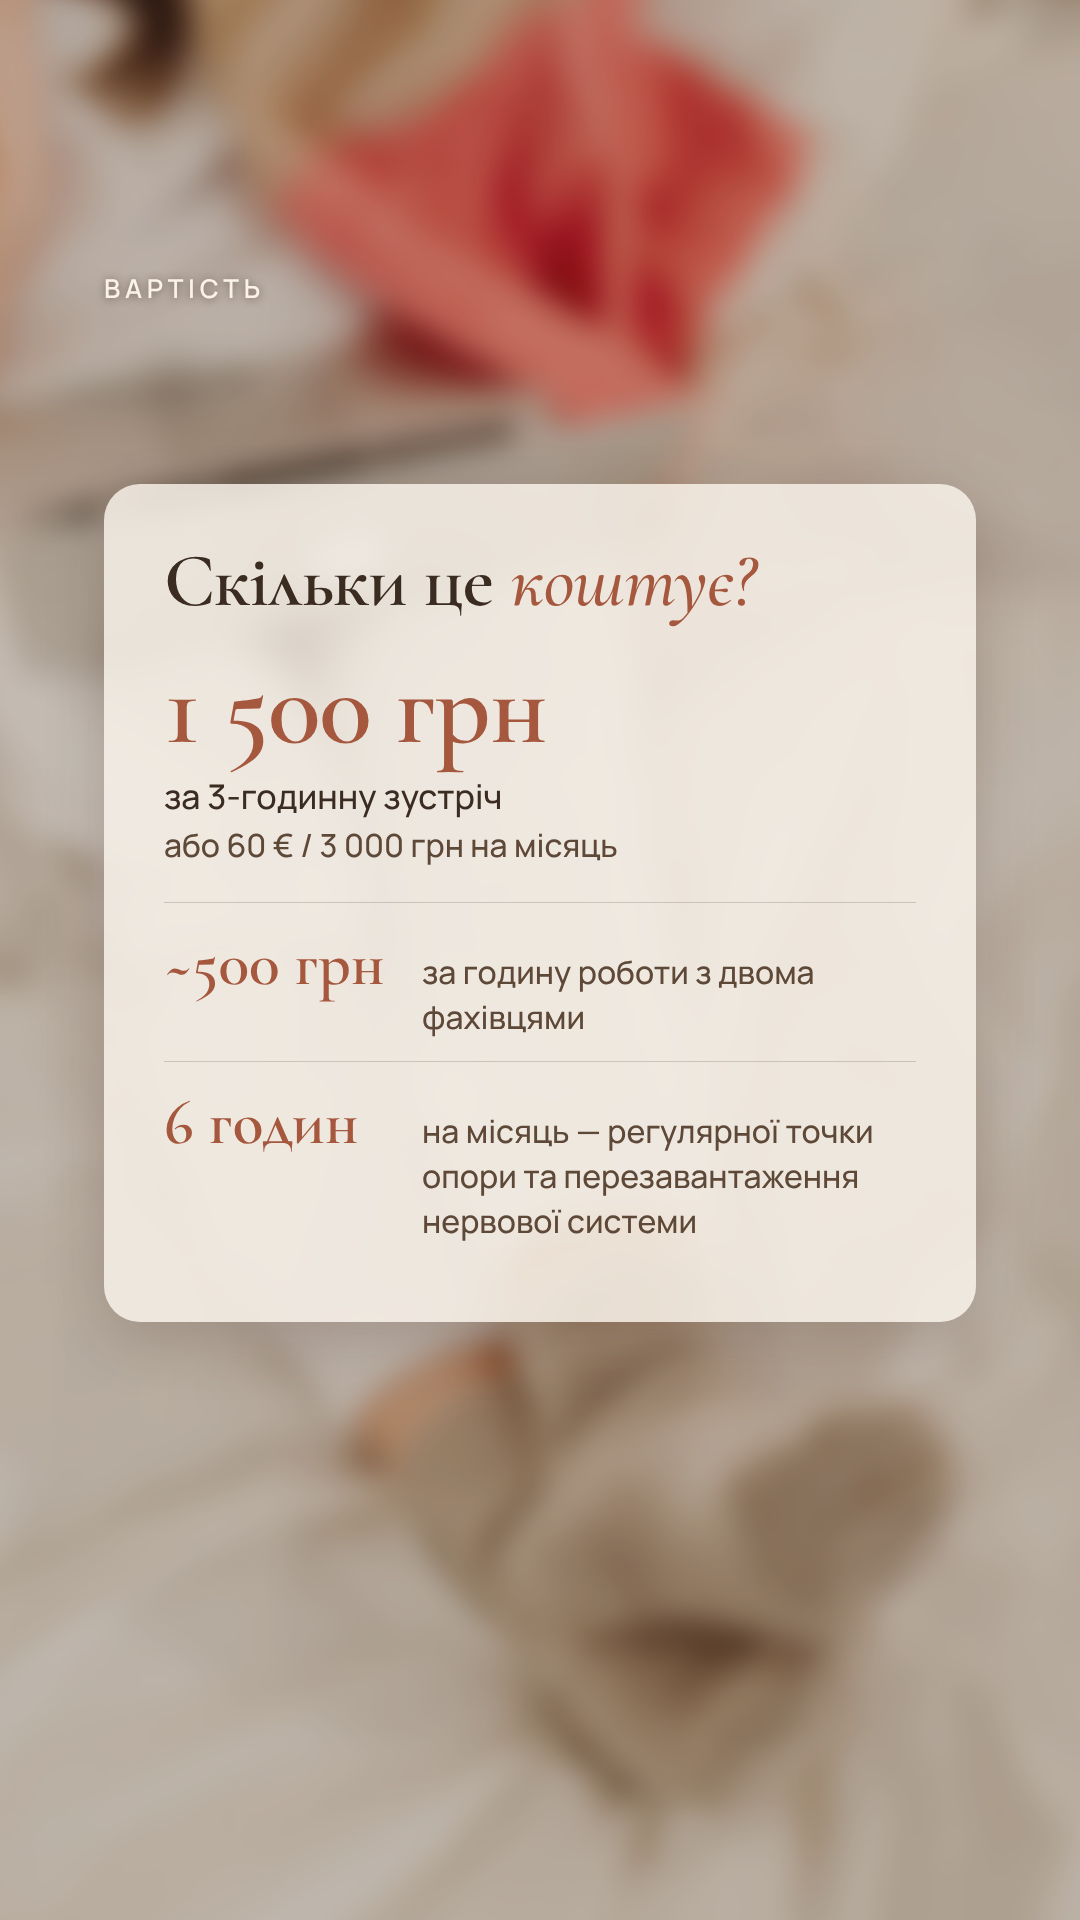 ВАРТІСТЬ
Скільки це коштує?
1 500 грн
за 3-годинну зустріч
або 60 € / 3 000 грн на місяць
~500 грн за годину роботи з двома
фахівцями
6 годин на місяць — регулярної точки
опори та перезавантаження
нервової системи